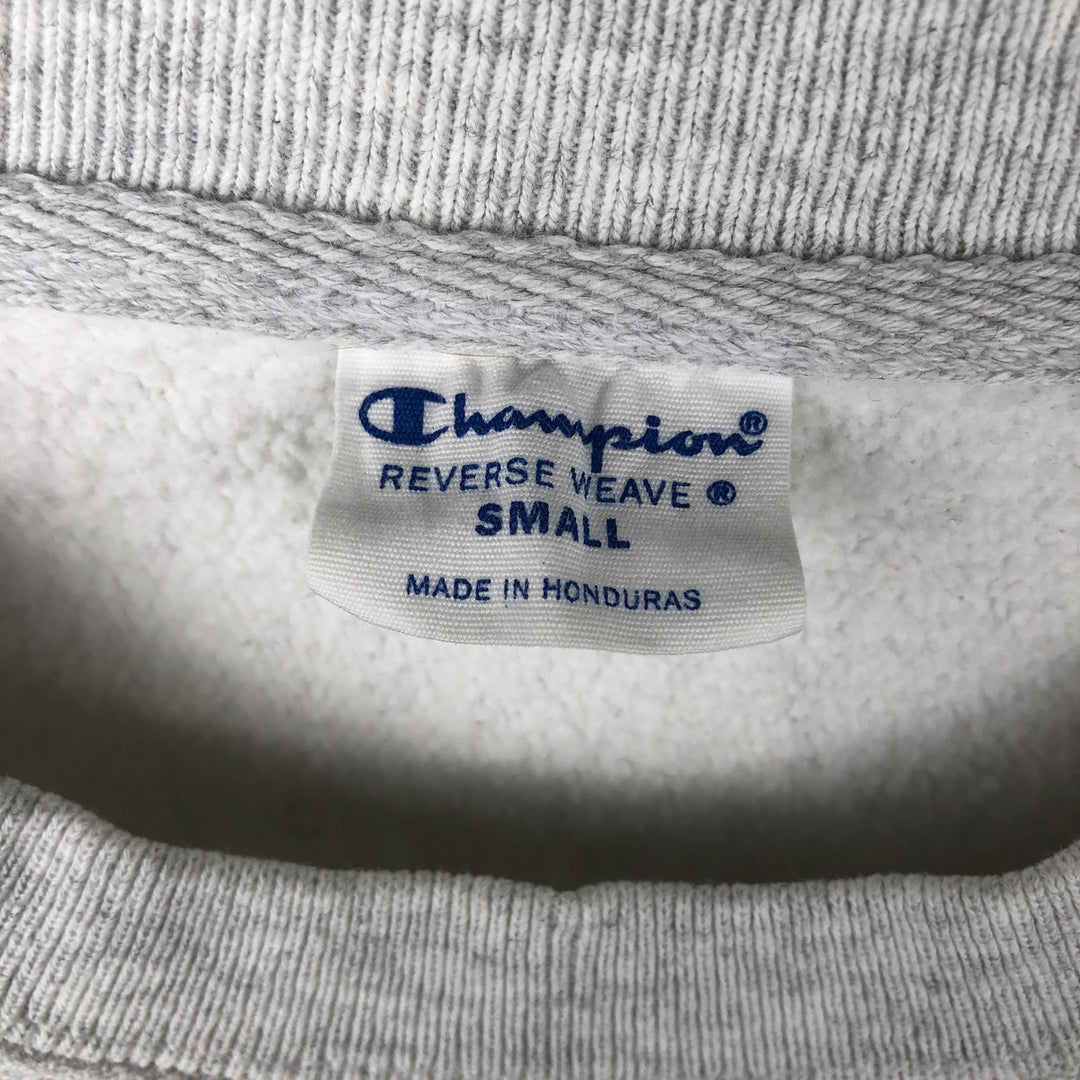 Champion®
REVERSE WEAVE ®
SMALL
MADE IN HONDURAS